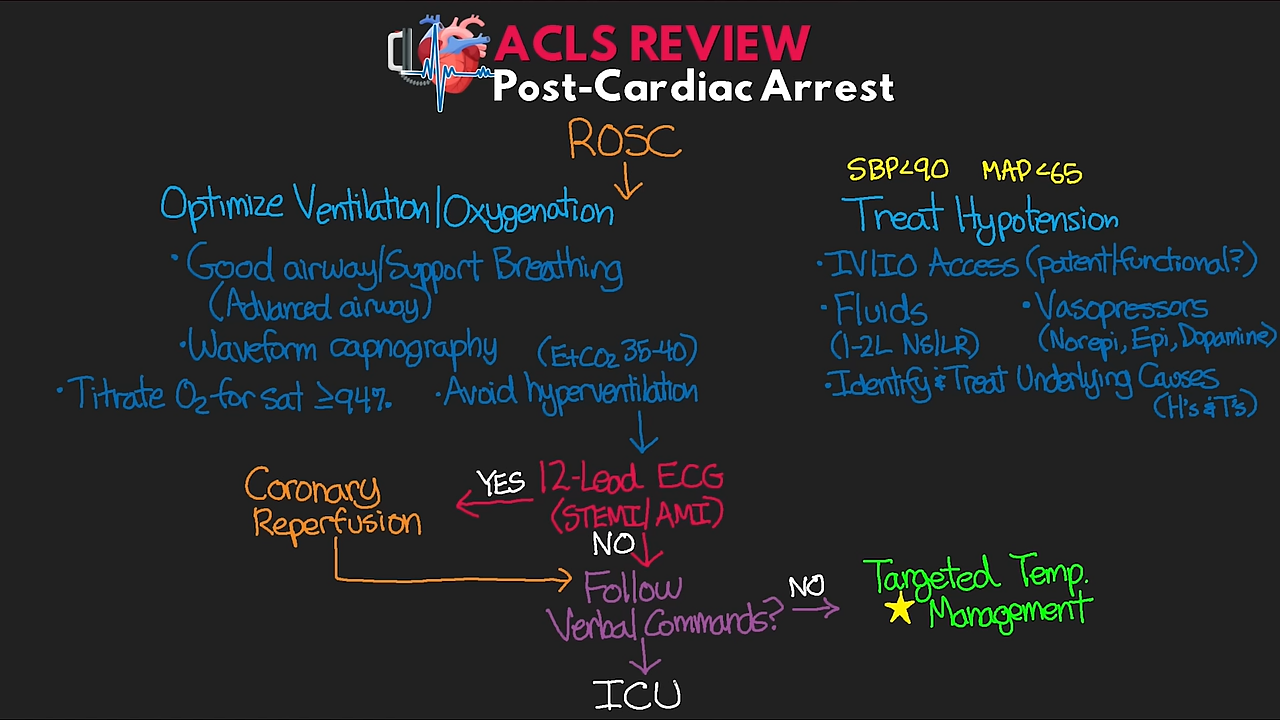 ACLS REVIEW
Post-Cardiac Arrest
ROSC
Optimize Ventilation/Oxygenation
• Good airway/Support Breathing
(Advanced airway)
• Waveform capnography (EtCO2 35-40)
• Titrate O2 for sat ≥94% • Avoid hyperventilation
SBP<90 MAP<65
Treat Hypotension
• IV/IO Access (patent/functional?)
• Fluids • Vasopressors
(1-2L NS/LR) (Norepi, Epi, Dopamine)
• Identify & Treat Underlying Causes
(H's & T's)
YES 12-Lead ECG
(STEMI/AMI)
Coronary
Reperfusion
NO
Follow
Verbal Commands?
NO
Targeted Temp.
Management
ICU